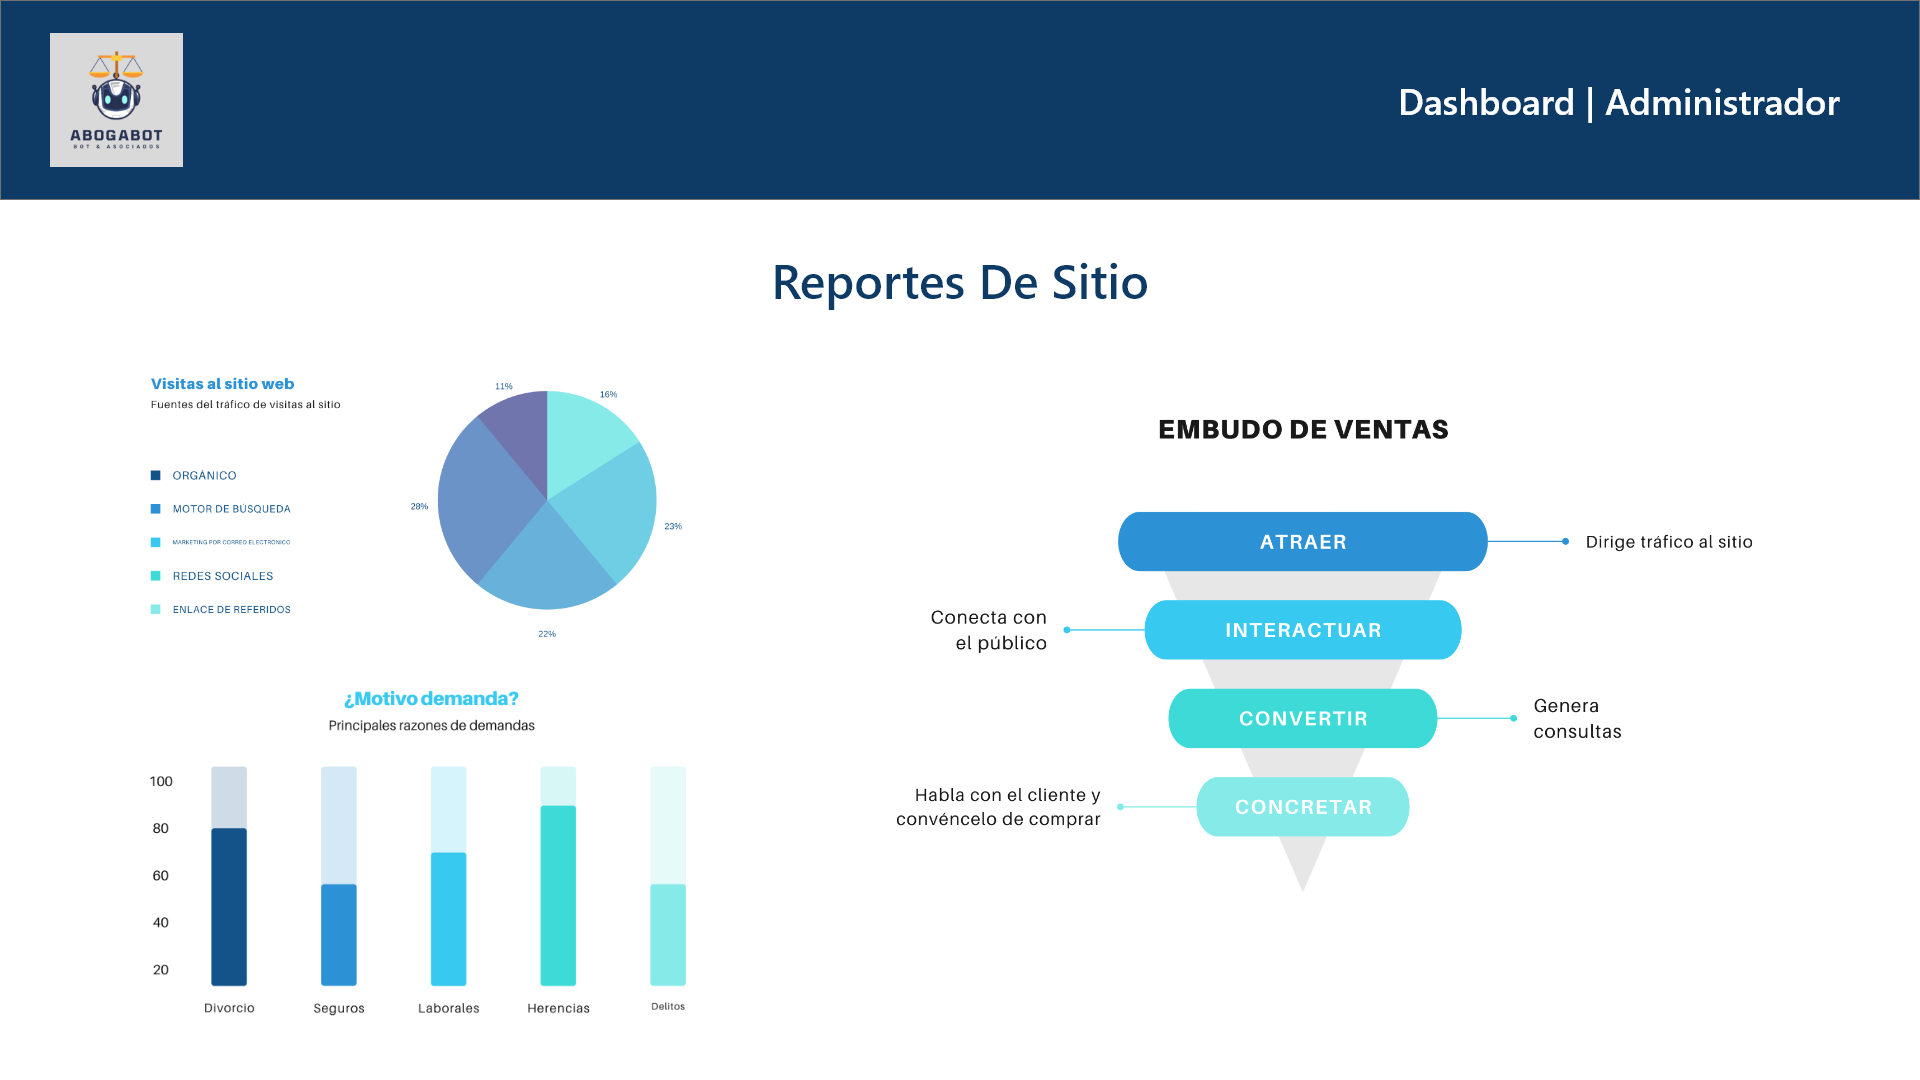 ABOGABOT
BOT & ASOCIADOS
Dashboard | Administrador
Reportes De Sitio
Visitas al sitio web
Fuentes del tráfico de visitas al sitio
ORGÁNICO
MOTOR DE BÚSQUEDA
MARKETING POR CORREO ELECTRÓNICO
REDES SOCIALES
ENLACE DE REFERIDOS
11%
16%
28%
23%
22%
¿Motivo demanda?
Principales razones de demandas
100
80
60
40
20
Divorcio
Seguros
Laborales
Herencias
Delitos
EMBUDO DE VENTAS
ATRAER
Dirige tráfico al sitio
Conecta con
el público
INTERACTUAR
CONVERTIR
Genera
consultas
Habla con el cliente y
convéncelo de comprar
CONCRETAR